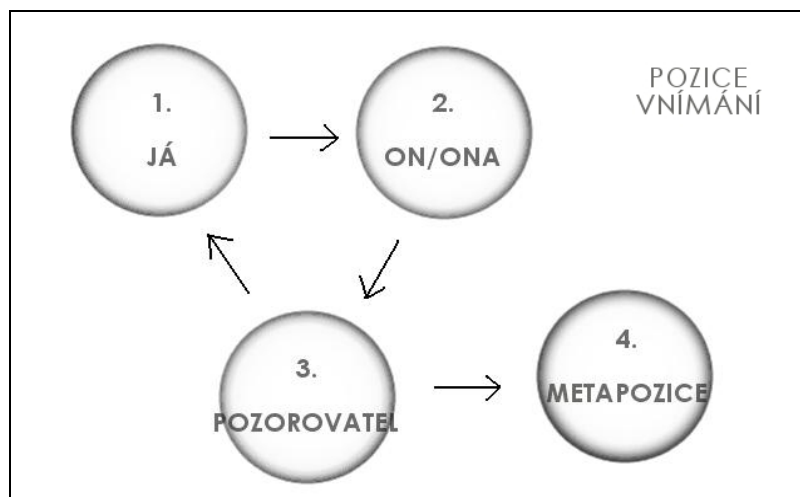 POZICE
VNÍMÁNÍ
1.
JÁ
2.
ON/ONA
3.
POZOROVATEL
4.
METAPOZICE